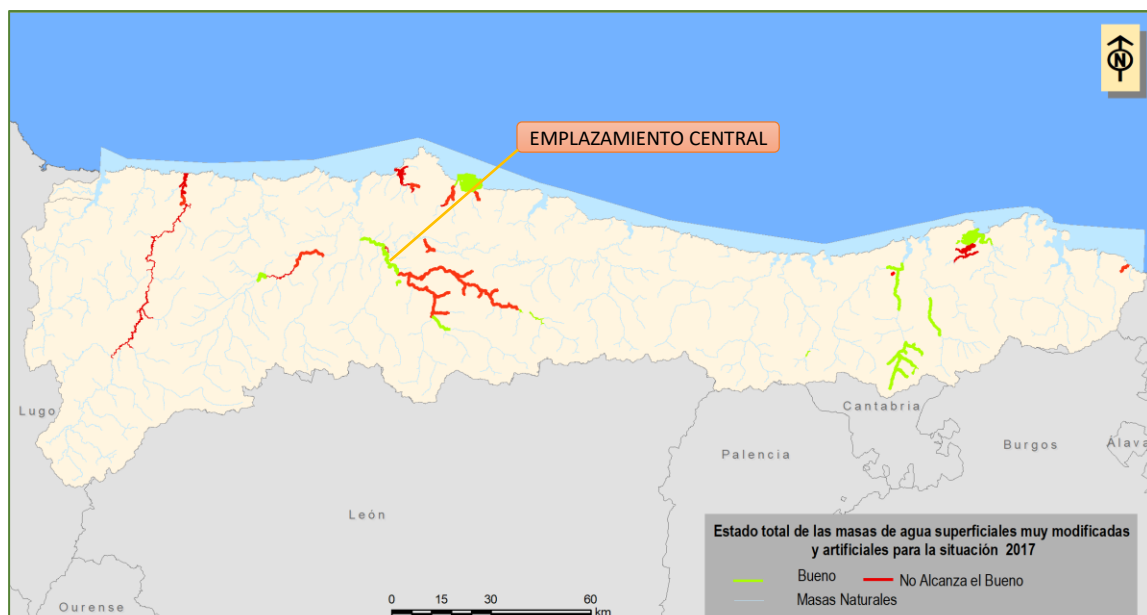 N
EMPLAZAMIENTO CENTRAL
Lugo
Cantabria
Burgos
Álava
Palencia
León
Ourense
0 15 30 60
km
Estado total de las masas de agua superficiales muy modificadas
y artificiales para la situación 2017
Bueno No Alcanza el Bueno
Masas Naturales